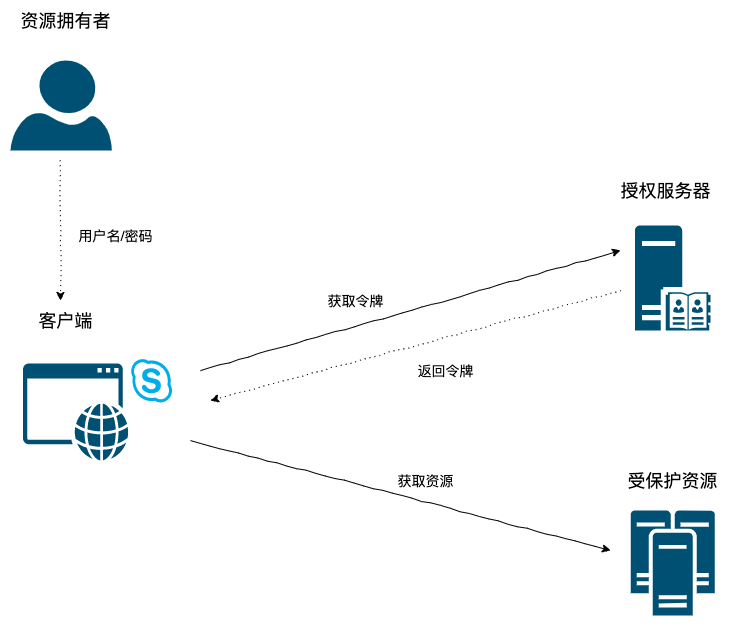 资源拥有者
授权服务器
用户名/密码
获取令牌
客户端
返回令牌
S
获取资源
受保护资源